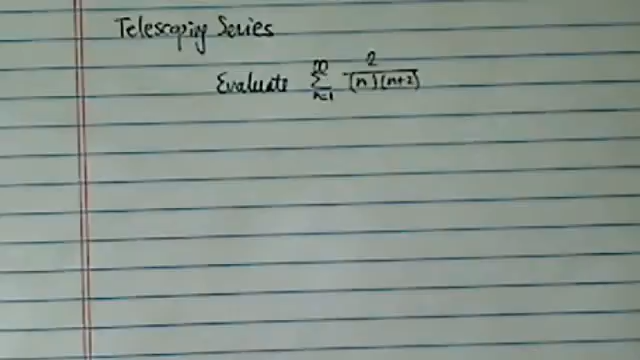 Telescoping Series
Evaluate ∞ Σ n=1 2/(n)(n+2)